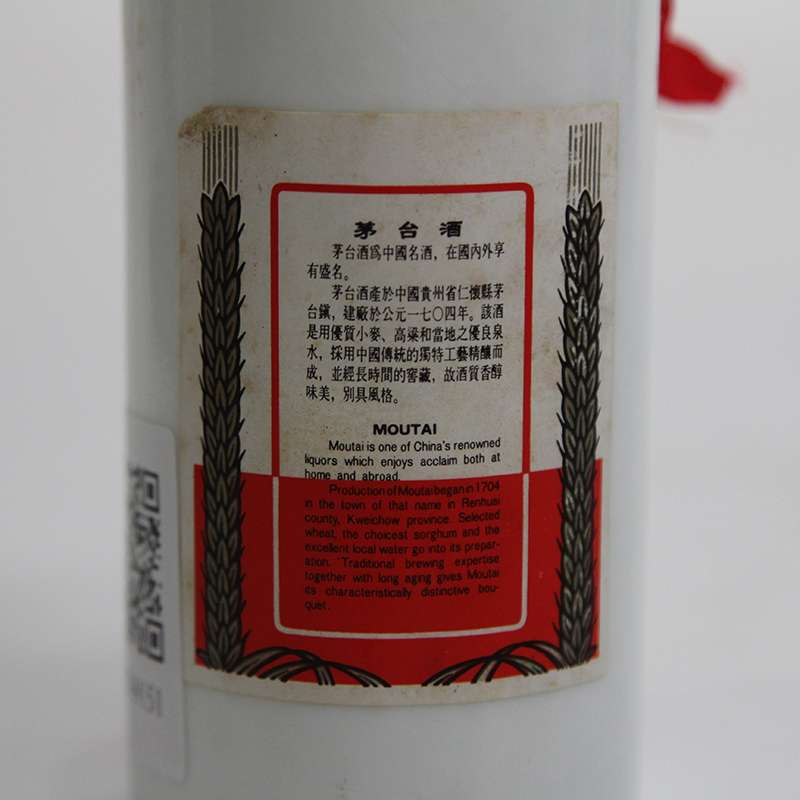 茅台酒
茅台酒爲中國名酒，在國內外享
有盛名。
茅台酒產於中國貴州省仁懷縣茅
台鎭，建廠於公元一七〇四年。該酒
是用優質小麥、高粱和當地之優良泉
水，採用中國傳統的獨特工藝精釀而
成，並經長時間的窖藏，故酒質香醇
味美，別具風格。
MOUTAI
Moutai is one of China's renowned
liquors which enjoys acclaim both at
home and abroad.
Production of Moutai began in 1704
in the town of that name in Renhuai
county, Kweichow province. Selected
wheat, the choicest sorghum and the
excellent local water go into its prepar-
ation. Traditional brewing expertise
together with long aging gives Moutai
its characteristically distinctive bou-
quet.